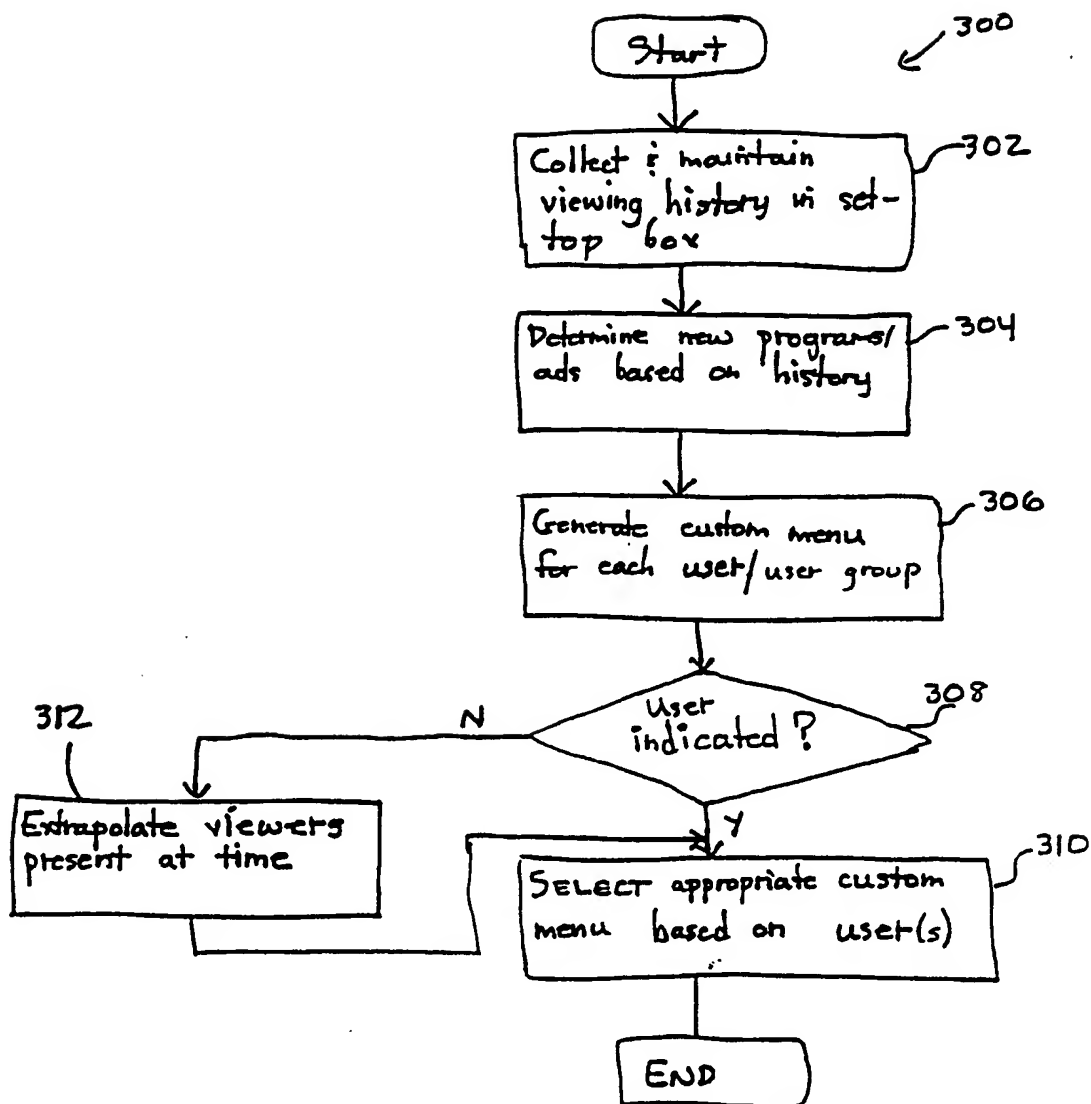 Start
300
Collect & maintain
viewing history in set-
top box
302
Determine new programs/
ads based on history
304
Generate custom menu
for each user/user group
306
User
indicated?
308
N
Y
312
Extrapolate viewers
present at time
SELECT appropriate custom
menu based on user(s)
310
END